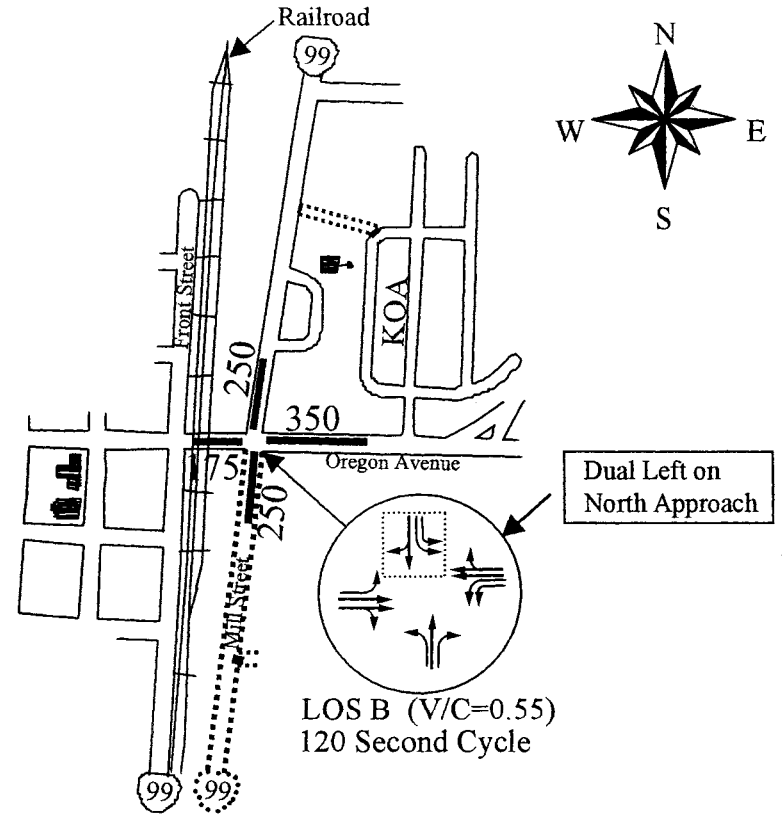 Railroad
99
N
W
E
S
Front Street
KOA
250
350
75
Oregon Avenue
250
Dual Left on
North Approach
Mill Street
LOS B (V/C=0.55)
120 Second Cycle
99
99